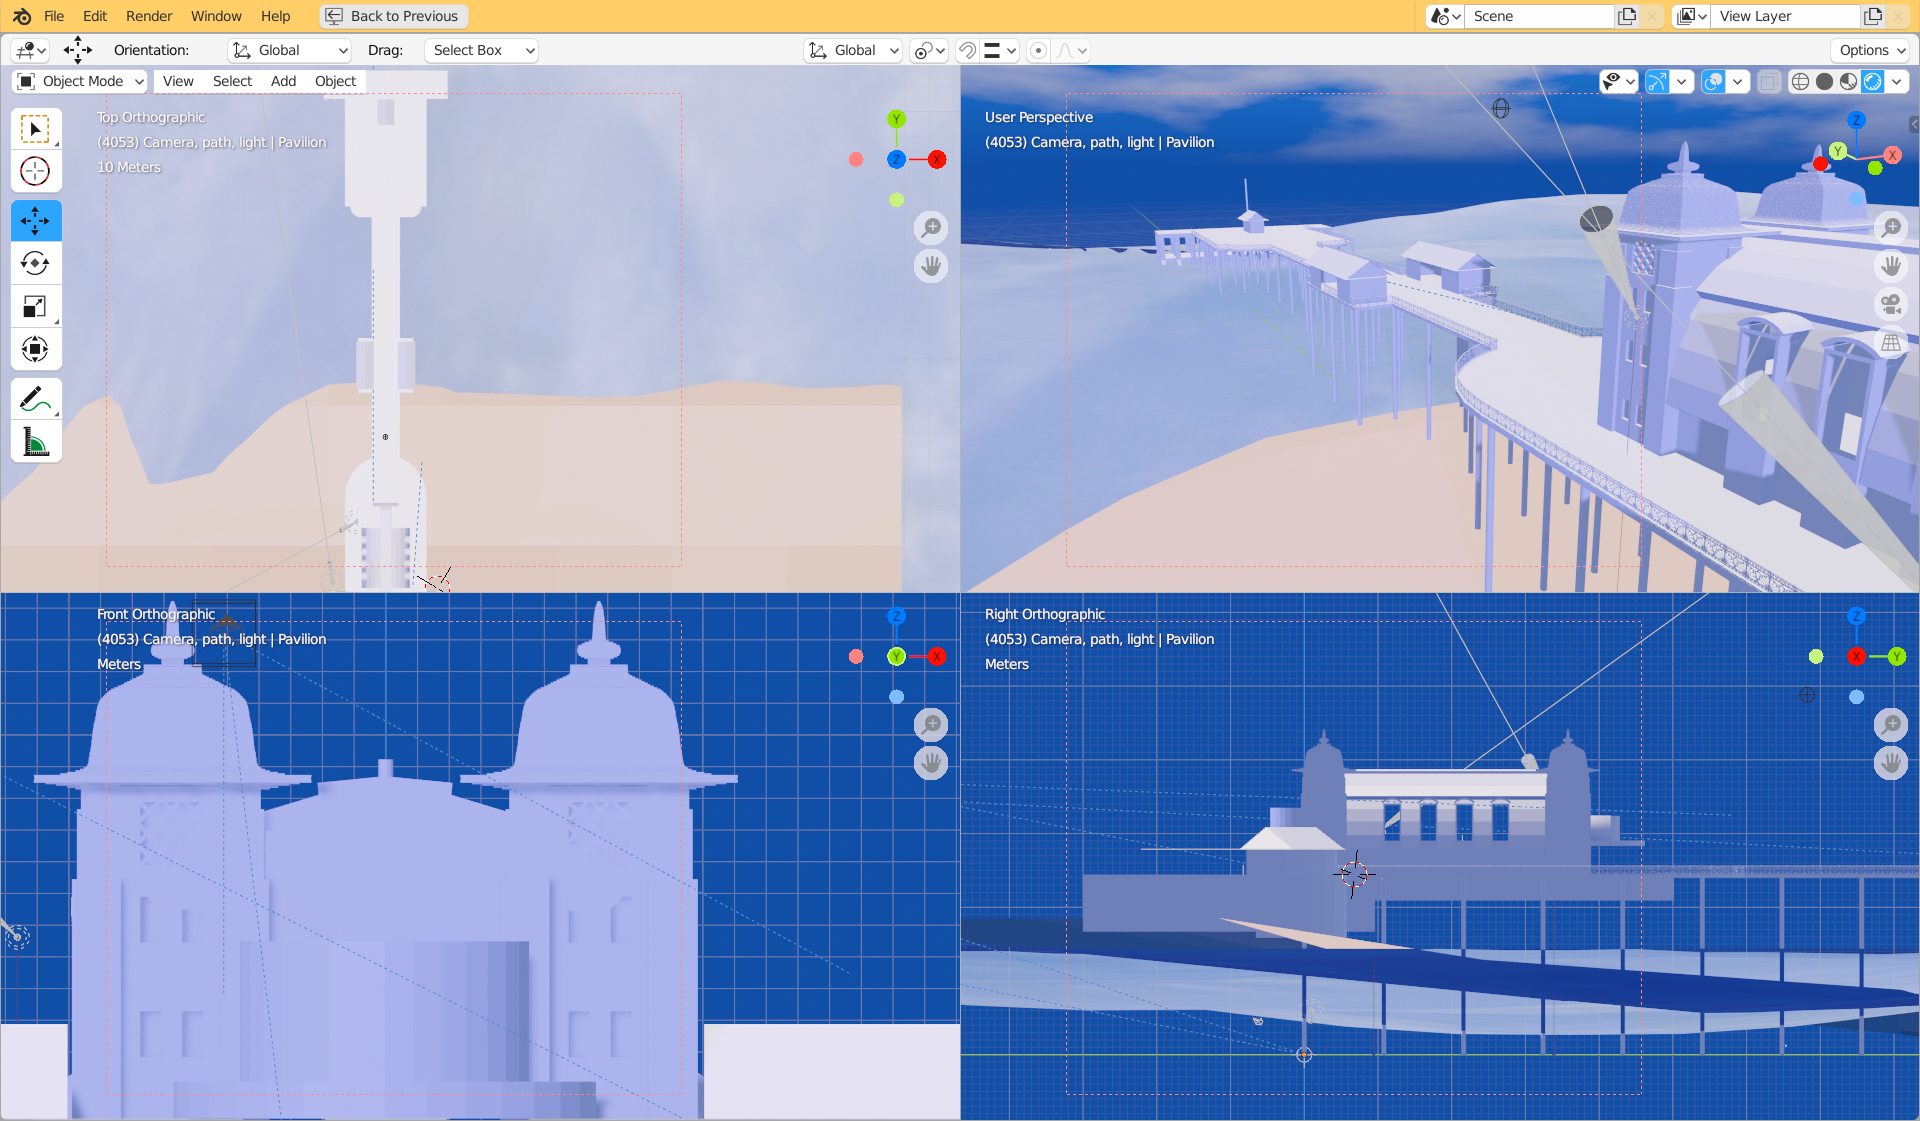 File Edit Render Window Help Back to Previous Scene View Layer
Orientation: Global Drag: Select Box Global Options
Object Mode View Select Add Object
Top Orthographic
(4053) Camera, path, light | Pavilion
10 Meters
Y
Z X
User Perspective
(4053) Camera, path, light | Pavilion
Z
Y X
Front Orthographic
(4053) Camera, path, light | Pavilion
Meters
Z
Y X
Right Orthographic
(4053) Camera, path, light | Pavilion
Meters
Z
X Y